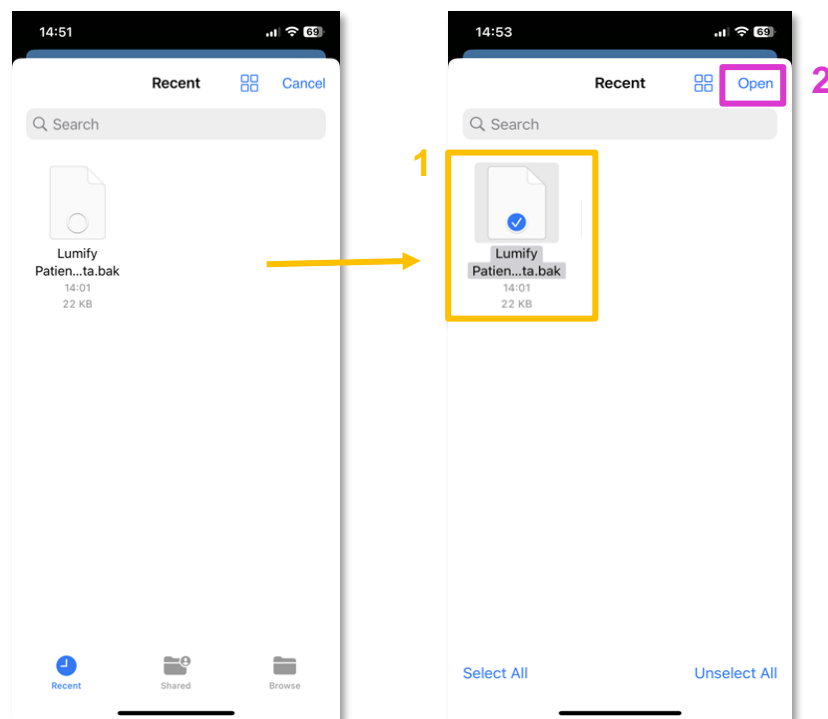 14:51
69
Recent
Cancel
Search
Lumify
Patien...ta.bak
14:01
22 KB
Recent
Shared
Browse
14:53
69
Recent
Open
2
Search
1
Lumify
Patien...ta.bak
14:01
22 KB
Select All
Unselect All